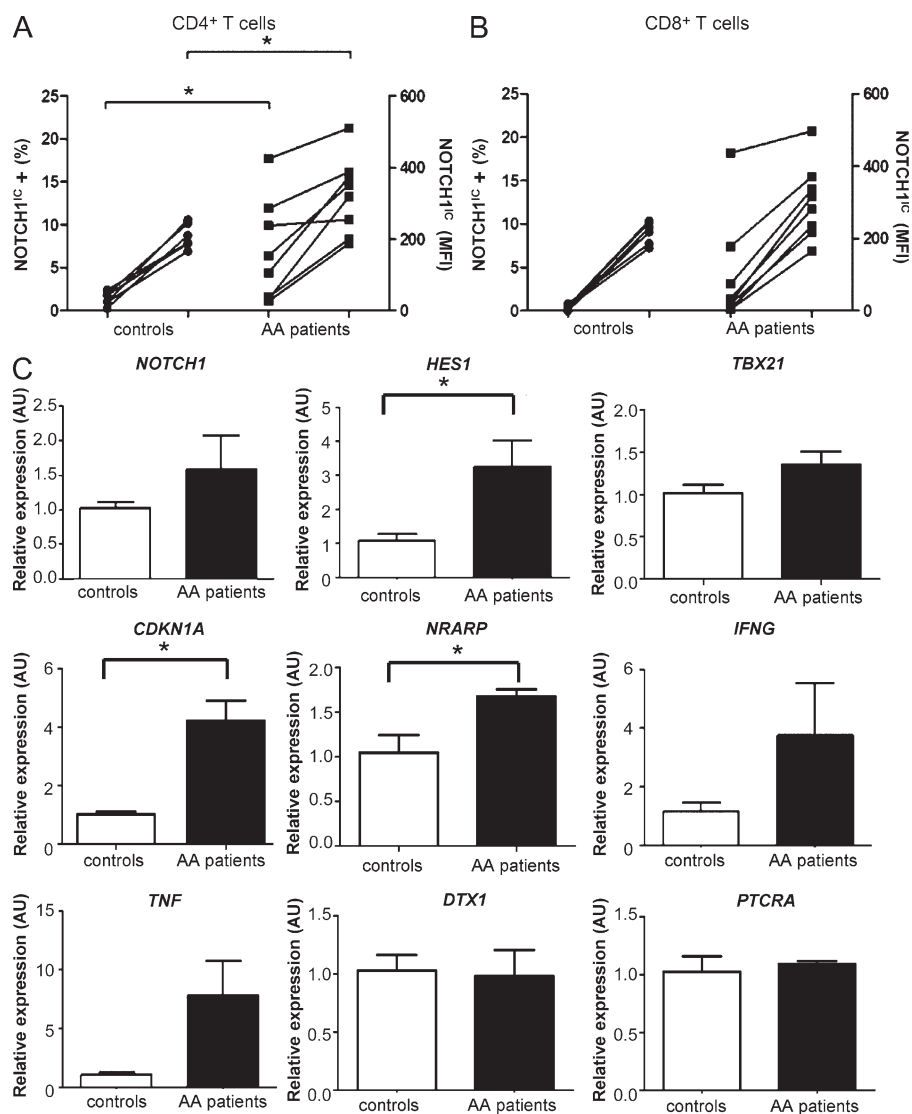 A CD4+ T cells
*
*
25
20
15
10
5
0
NOTCH1IC + (%)
600
400
200
0
NOTCH1IC (MFI)
controls AA patients
B CD8+ T cells
25
20
15
10
5
0
NOTCH1IC + (%)
600
400
200
0
NOTCH1IC (MFI)
controls AA patients
C
NOTCH1
Relative expression (AU)
2.5
2.0
1.5
1.0
0.5
0.0
controls AA patients
HES1
*
Relative expression (AU)
5
4
3
2
1
0
controls AA patients
TBX21
Relative expression (AU)
2.0
1.5
1.0
0.5
0.0
controls AA patients
CDKN1A
*
Relative expression (AU)
6
4
2
0
controls AA patients
NRARP
*
Relative expression (AU)
2.0
1.5
1.0
0.5
0.0
controls AA patients
IFNG
Relative expression (AU)
6
4
2
0
controls AA patients
TNF
Relative expression (AU)
15
10
5
0
controls AA patients
DTX1
Relative expression (AU)
1.5
1.0
0.5
0.0
controls AA patients
PTCRA
Relative expression (AU)
1.5
1.0
0.5
0.0
controls AA patients